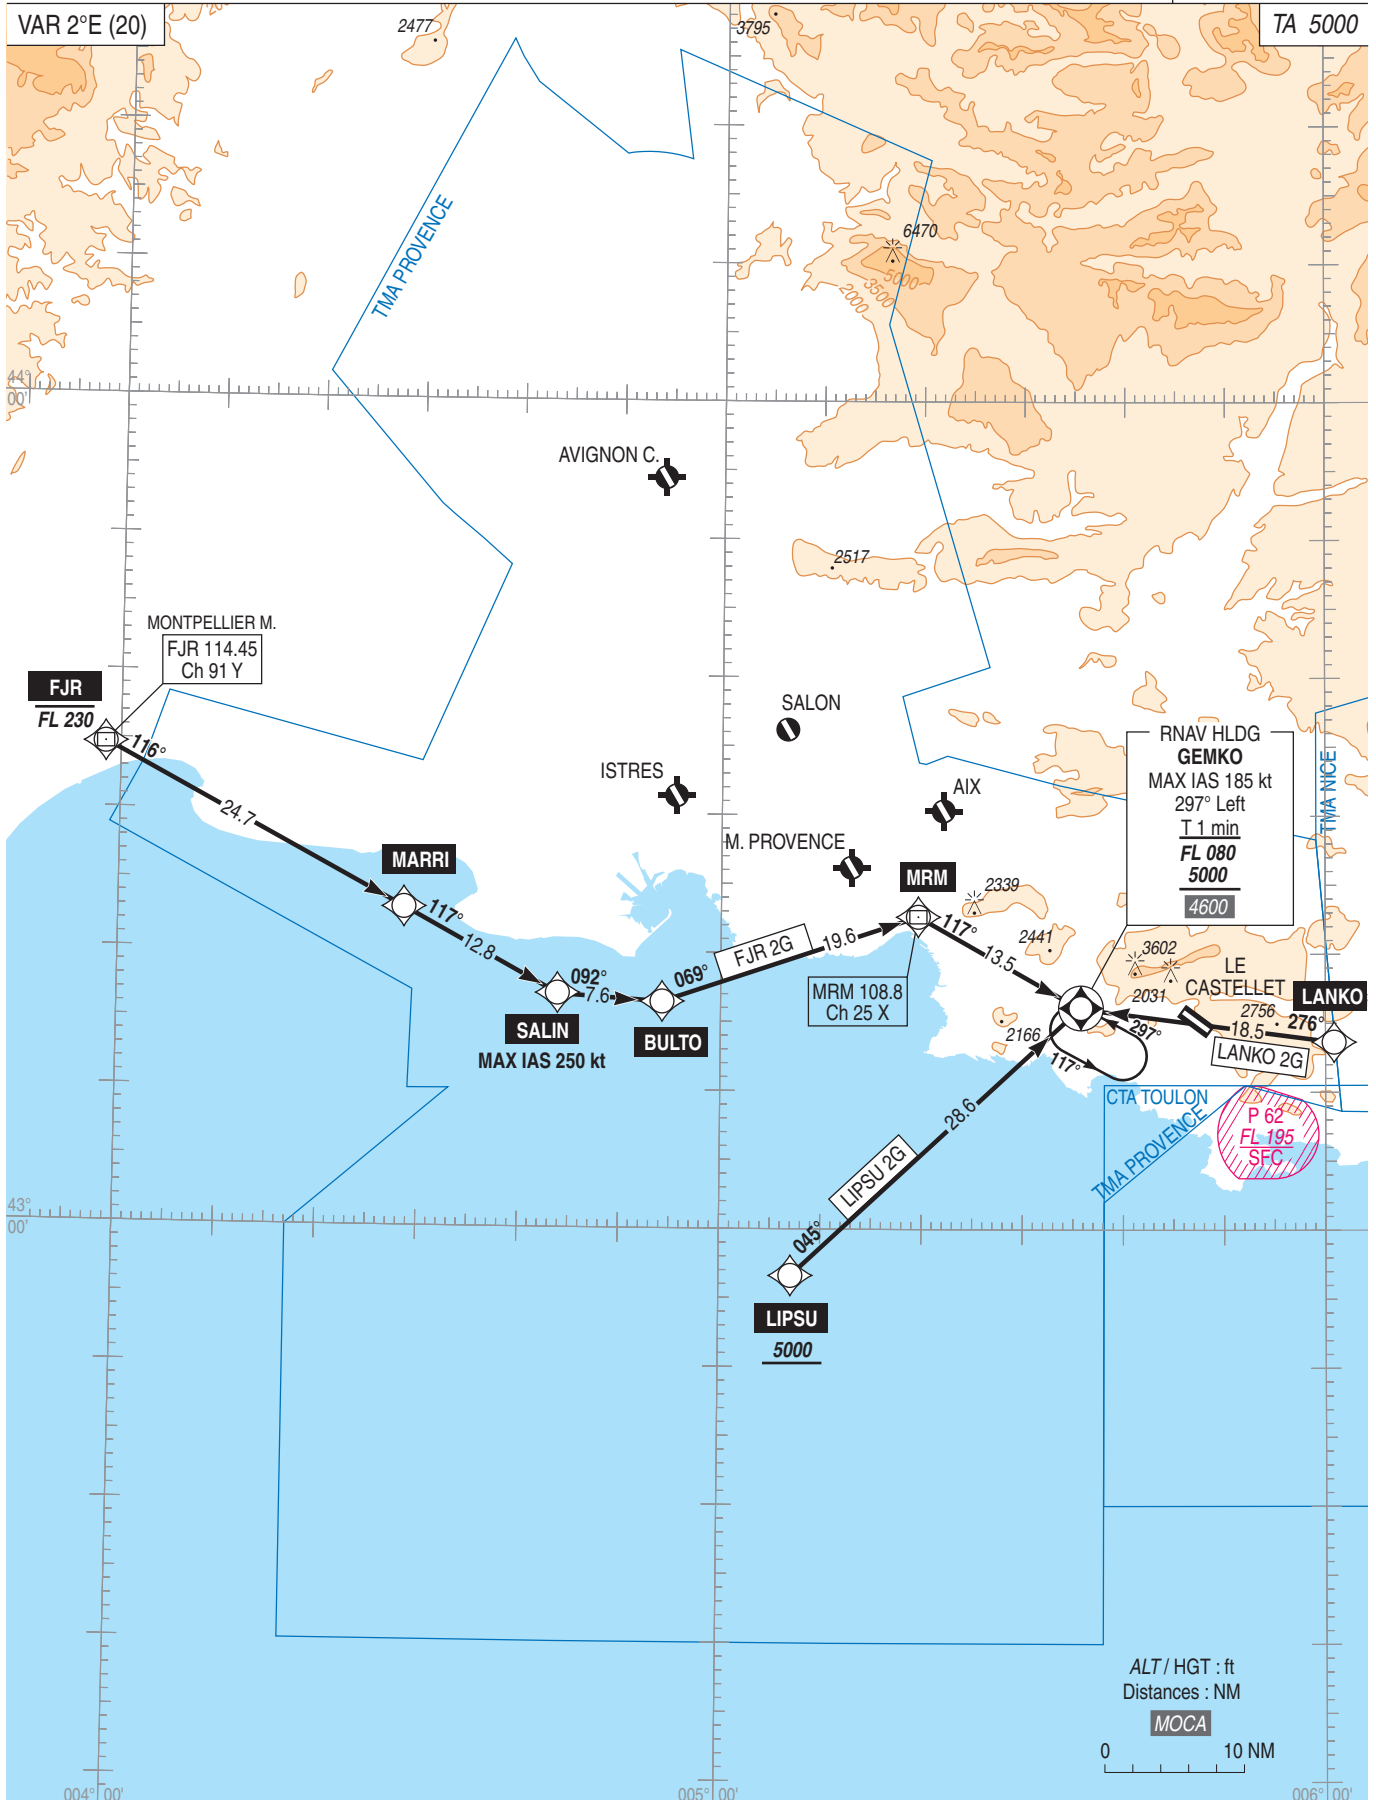 VAR 2°E (20)
TA 5000
2477
3795
TMA PROVENCE
6470
5000
3500
2000
44°
00'
AVIGNON C.
2517
MONTPELLIER M.
FJR 114.45
Ch 91 Y
FJR
FL 230
116°
24.7
SALON
ISTRES
AIX
M. PROVENCE
RNAV HLDG
GEMKO
MAX IAS 185 kt
297° Left
T 1 min
FL 080
5000
4600
TMA NICE
MARRI
117°
12.8
MRM
2339
117°
13.5
2441
3602
LE
CASTELLET
2031
2756
276°
LANKO
18.5
LANKO 2G
FJR 2G
19.6
069°
092°
7.6
SALIN
MAX IAS 250 kt
BULTO
MRM 108.8
Ch 25 X
2166
297°
117°
CTA TOULON
TMA PROVENCE
P 62
FL 195
SFC
28.6
LIPSU 2G
045°
43°
00'
LIPSU
5000
ALT / HGT : ft
Distances : NM
MOCA
0 10 NM
004° 00'
005° 00'
006° 00'